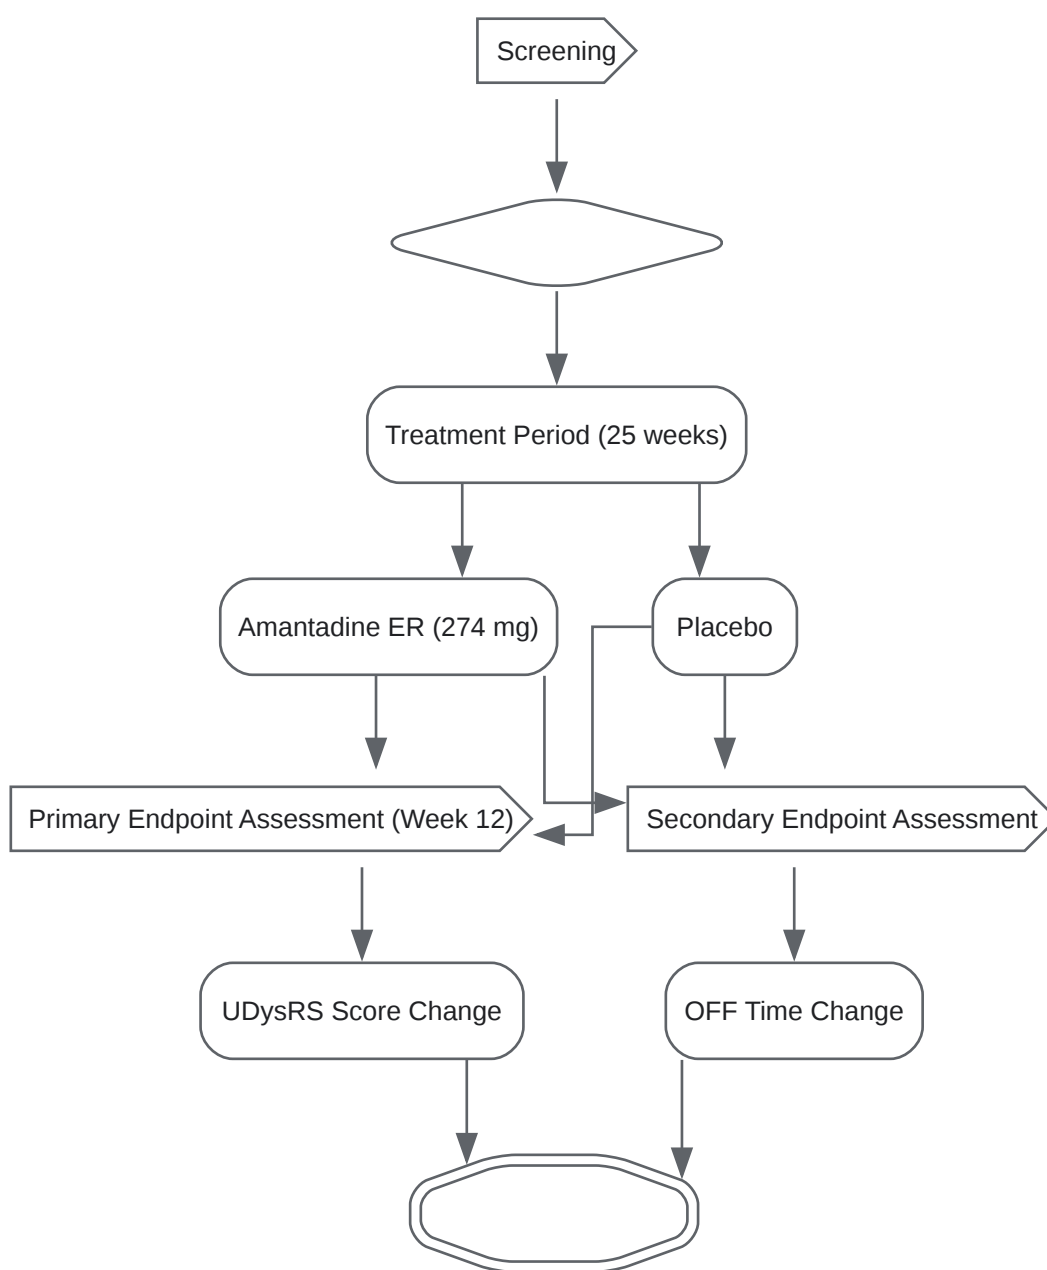 Screening
Treatment Period (25 weeks)
Amantadine ER (274 mg)
Placebo
Primary Endpoint Assessment (Week 12)
Secondary Endpoint Assessment
UDysRS Score Change
OFF Time Change